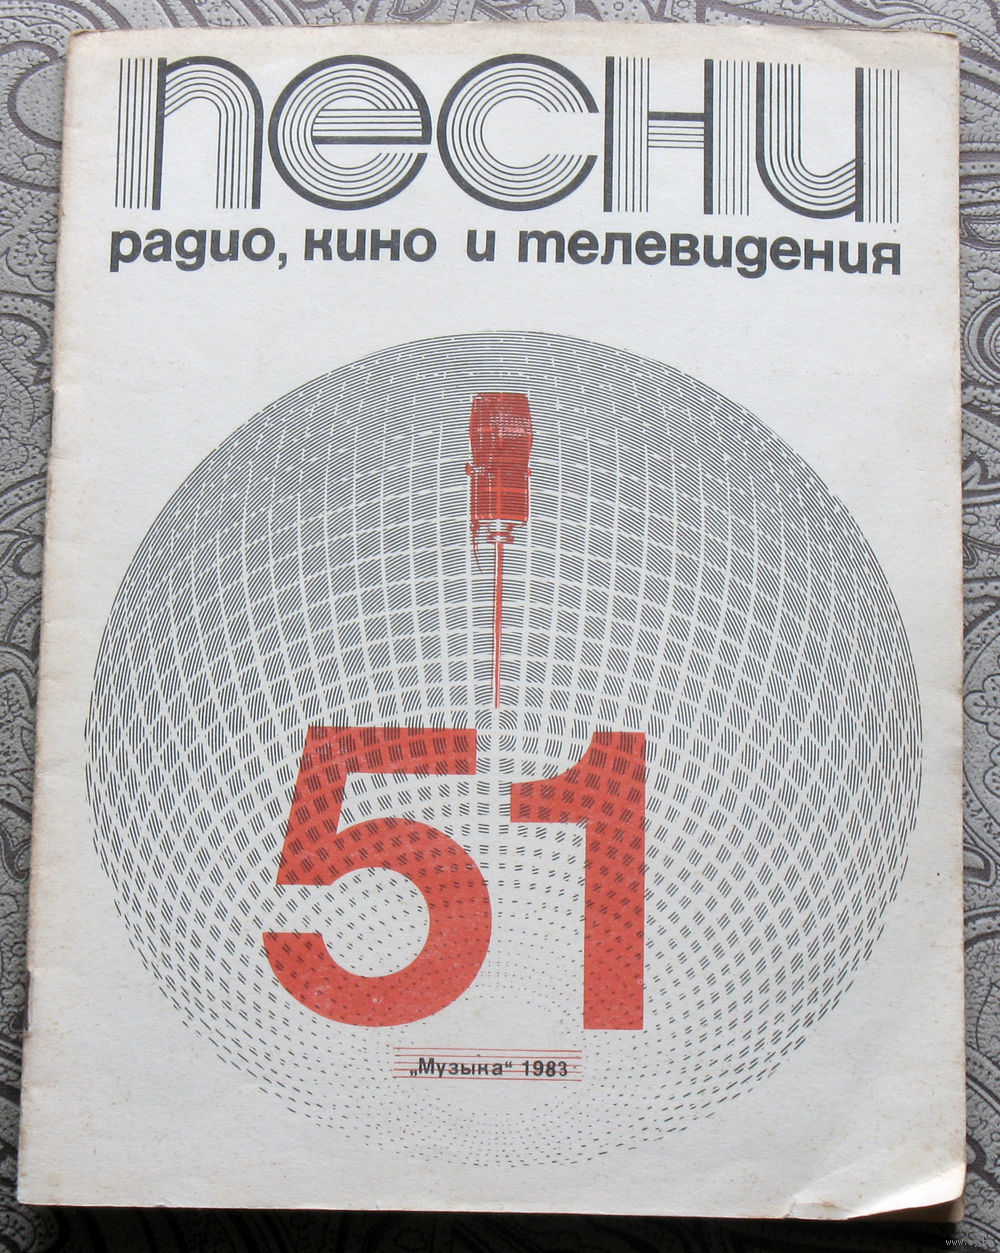 песни
радио, кино и телевидения
51
„Музыка“ 1983